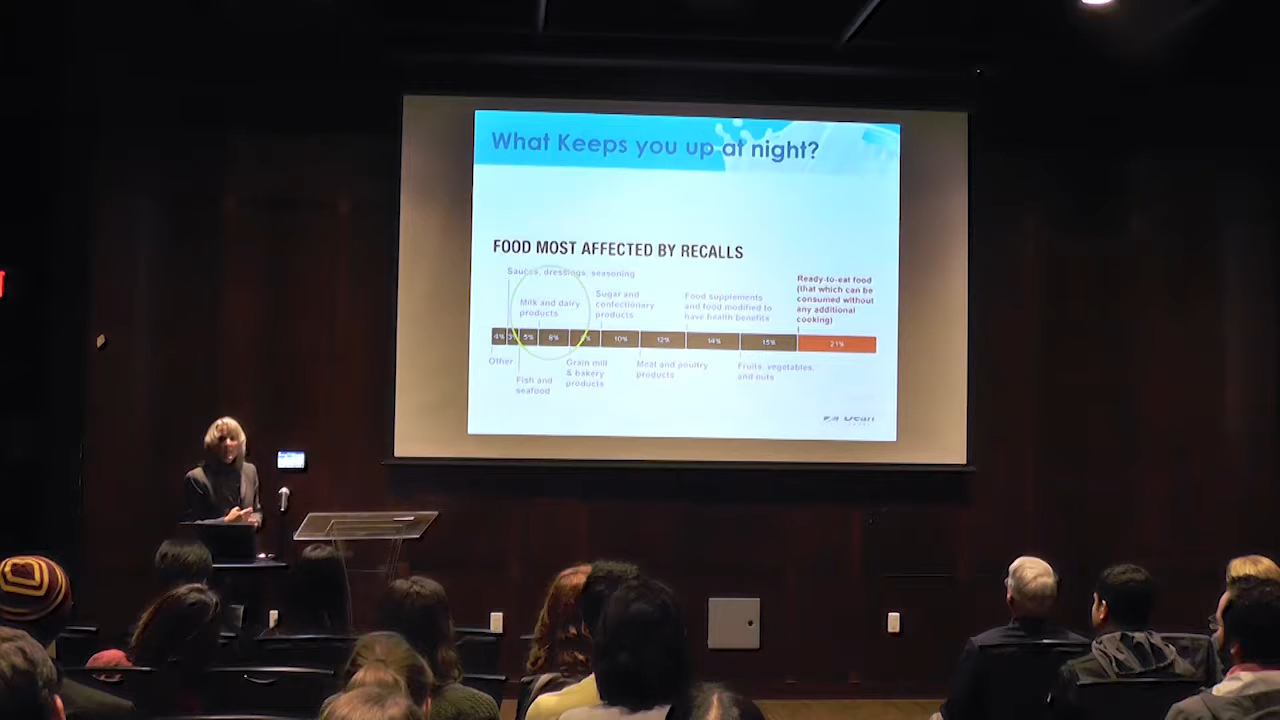 What Keeps you up at night?
FOOD MOST AFFECTED BY RECALLS
Sauces, dressings, seasoning
Milk and dairy
products
Sugar and
confectionary
products
Food supplements
and food modified to
have health benefits
Ready-to-eat food
(that which can be
consumed without
any additional
cooking)
4% 5% 8% 10% 12% 14% 15% 21%
Other
Fish and
seafood
Grain mill
& bakery
products
Meat and poultry
products
Fruits, vegetables,
and nuts
Dean